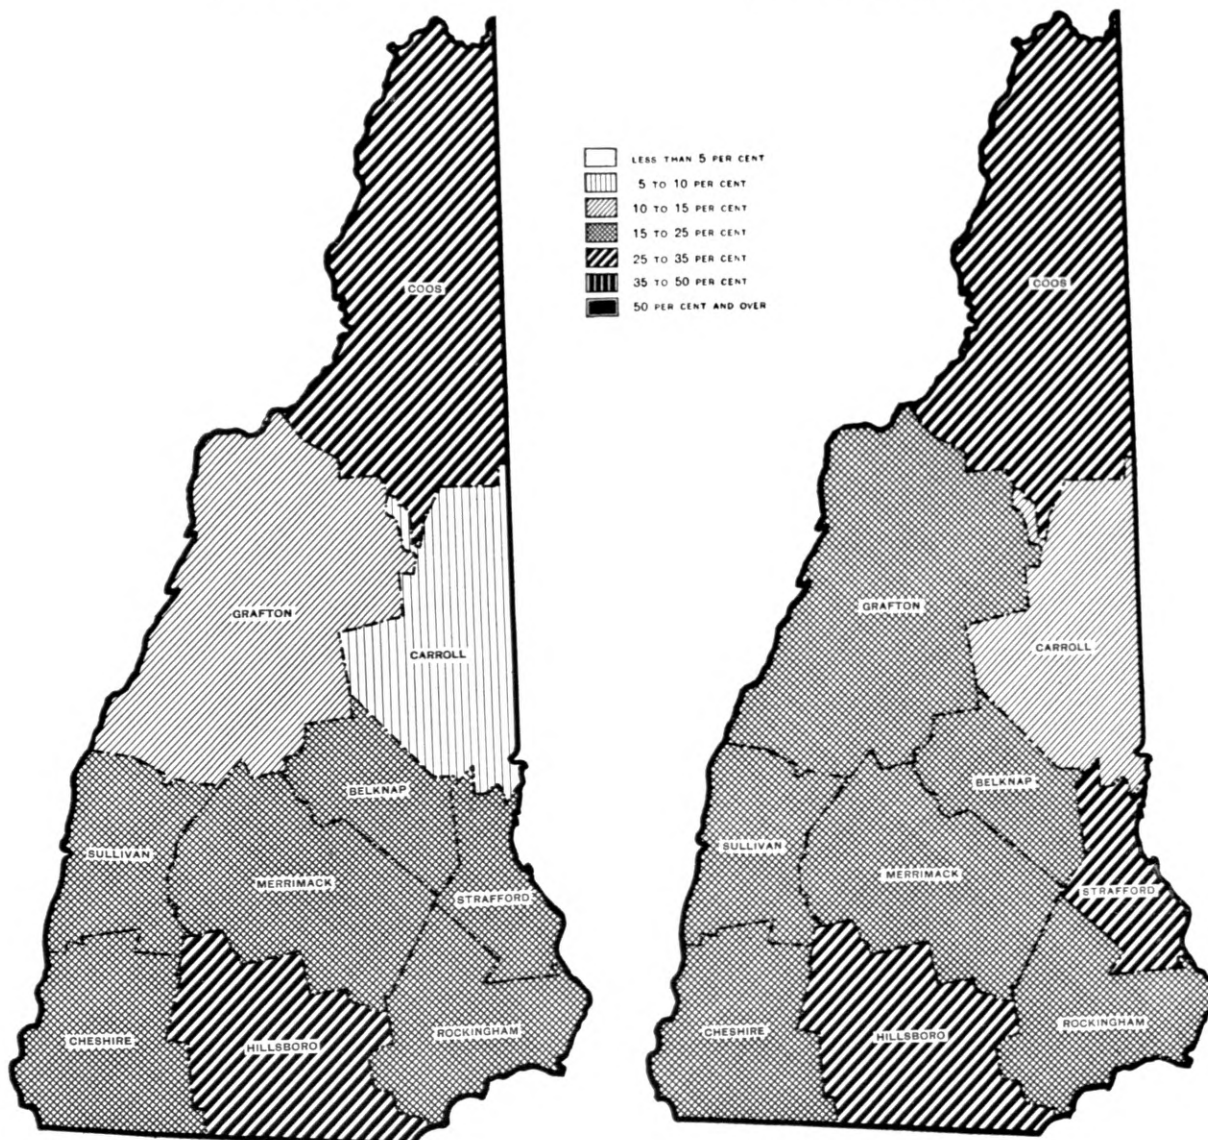 LESS THAN 5 PER CENT
5 TO 10 PER CENT
10 TO 15 PER CENT
15 TO 25 PER CENT
25 TO 35 PER CENT
35 TO 50 PER CENT
50 PER CENT AND OVER
COOS
GRAFTON
CARROLL
BELKNAP
SULLIVAN
MERRIMACK
STRAFFORD
CHESHIRE
HILLSBORO
ROCKINGHAM
COOS
GRAFTON
CARROLL
BELKNAP
SULLIVAN
MERRIMACK
STRAFFORD
CHESHIRE
HILLSBORO
ROCKINGHAM